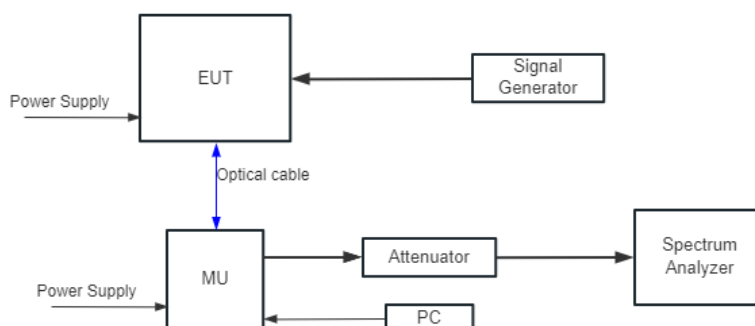 EUT
Signal
Generator
Power Supply
Optical cable
MU
Attenuator
Spectrum
Analyzer
Power Supply
PC